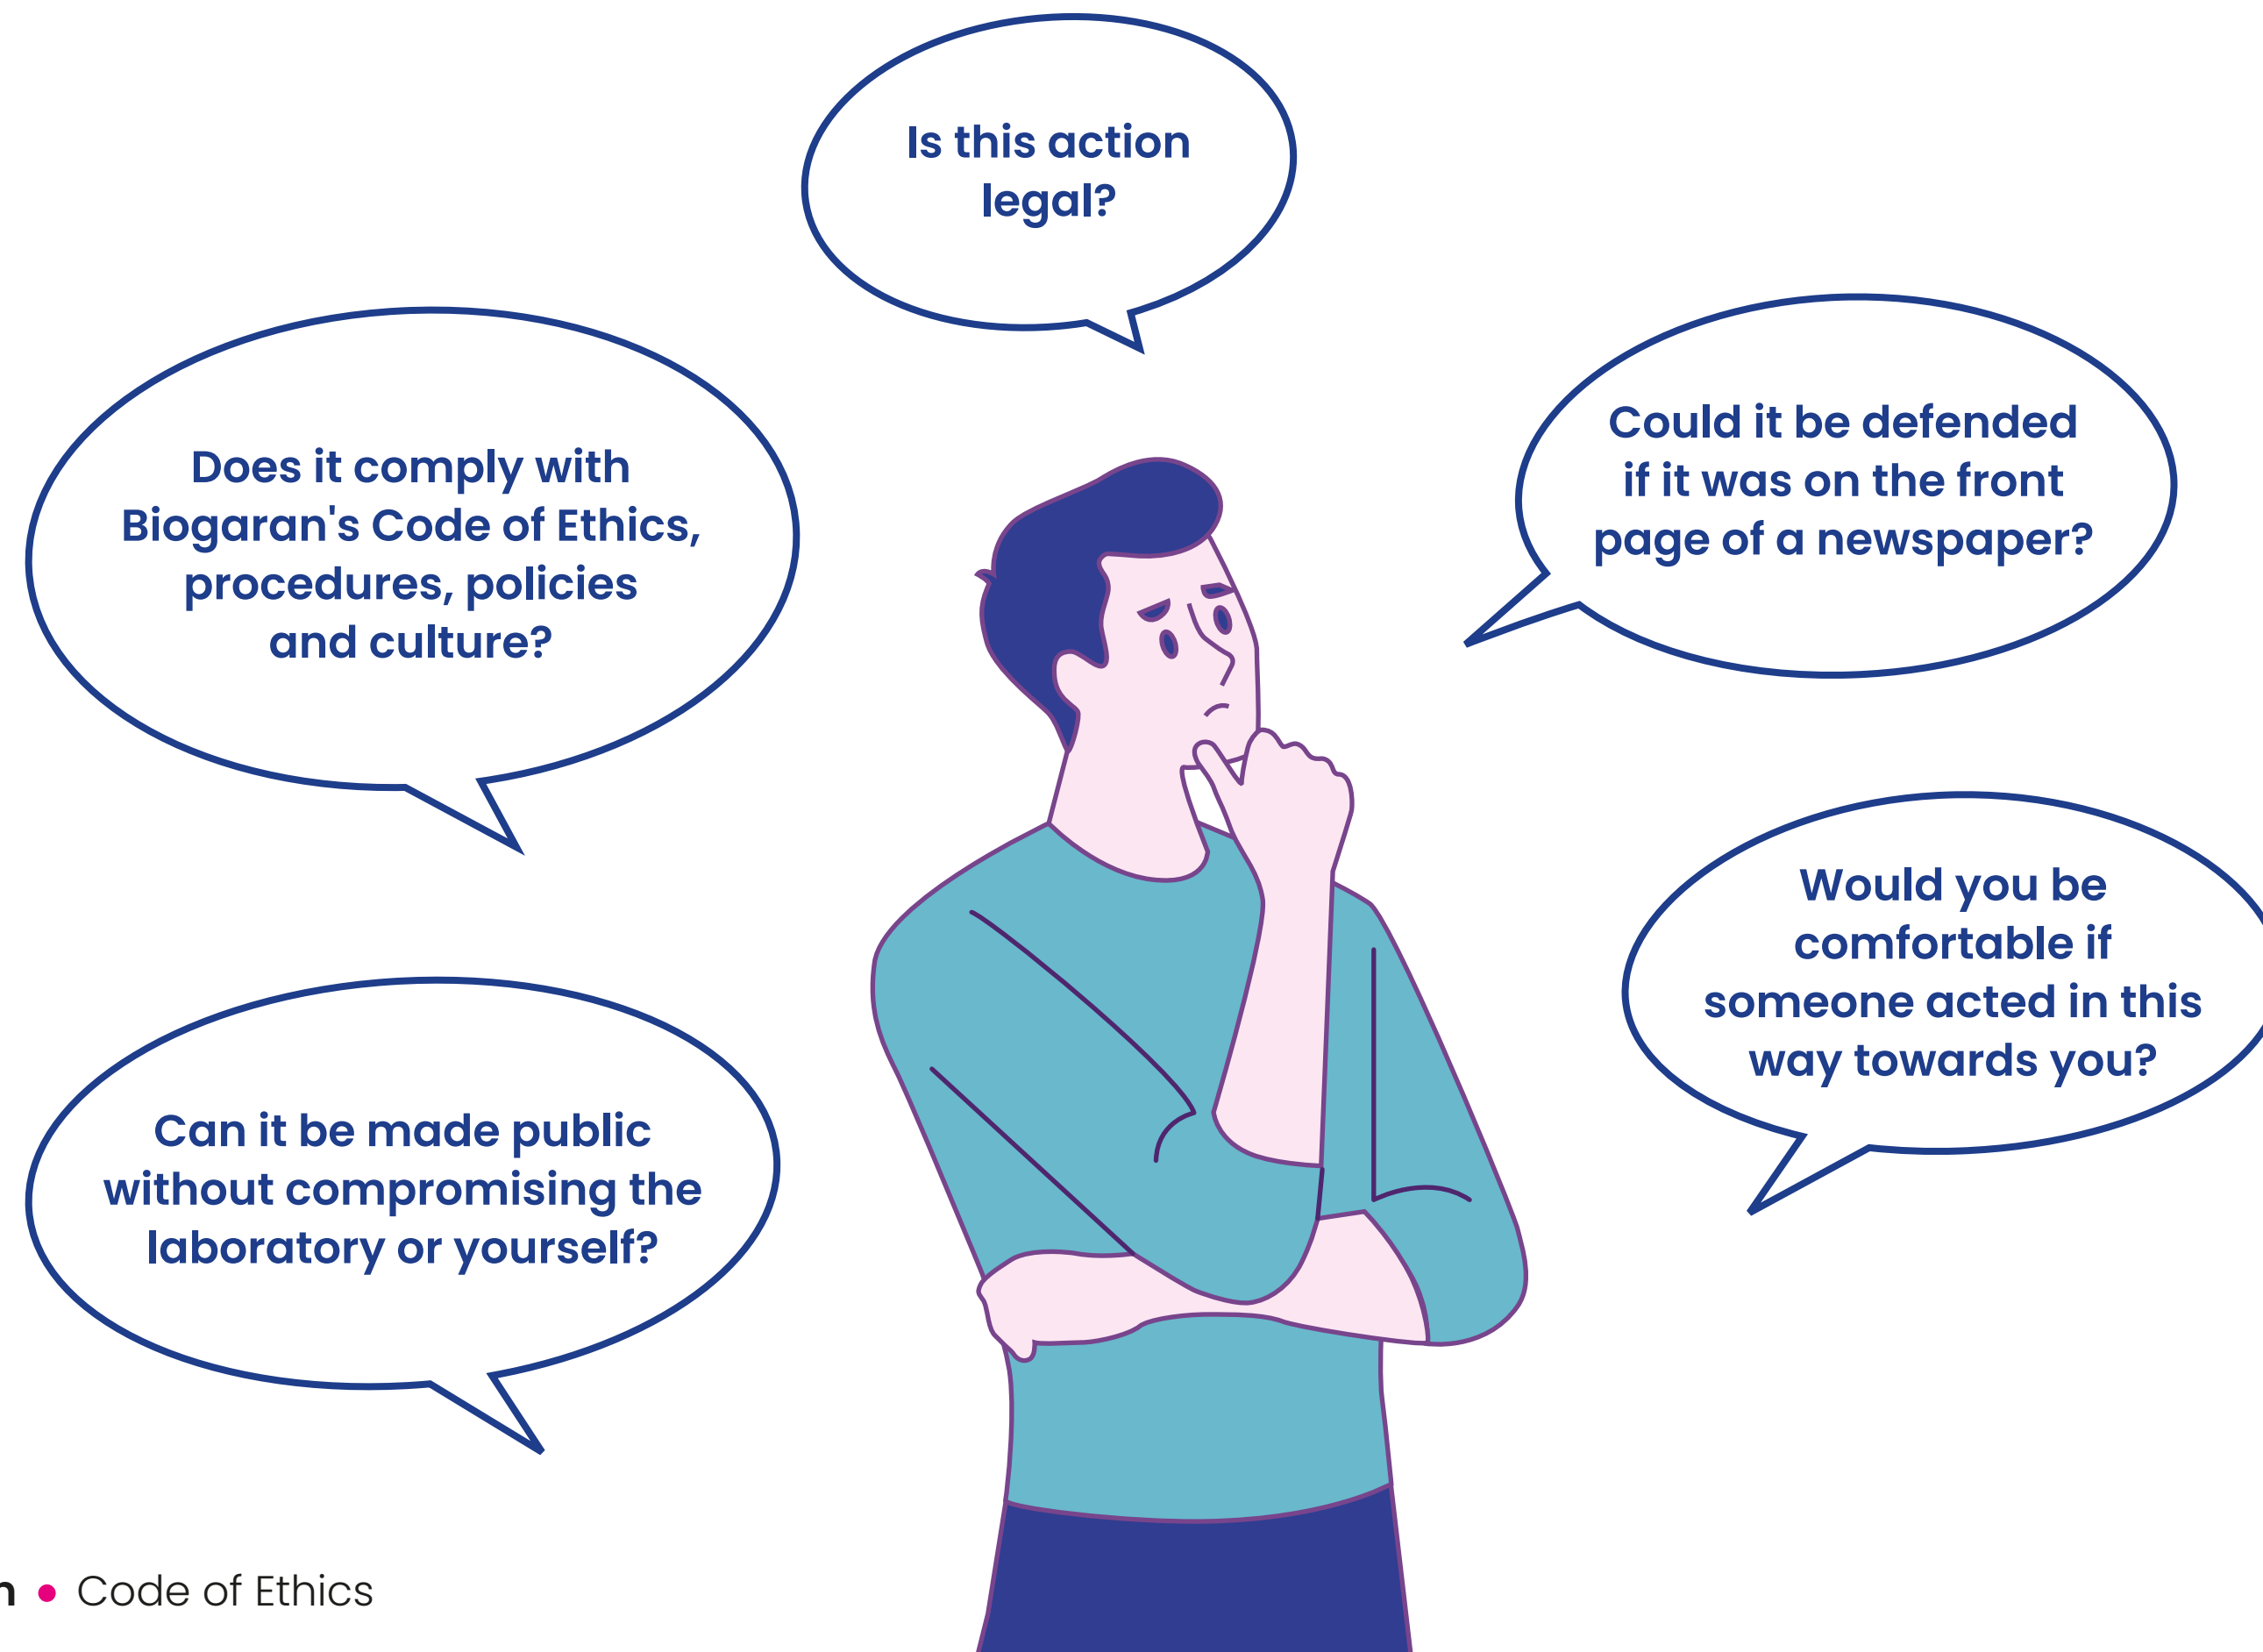 Is this action
legal?
Does it comply with
Biogaran's Code of Ethics,
procedures, policies
and culture?
Could it be defended
if it was on the front
page of a newspaper?
Can it be made public
without compromising the
laboratory or yourself?
Would you be
comfortable if
someone acted in this
way towards you?
n • Code of Ethics